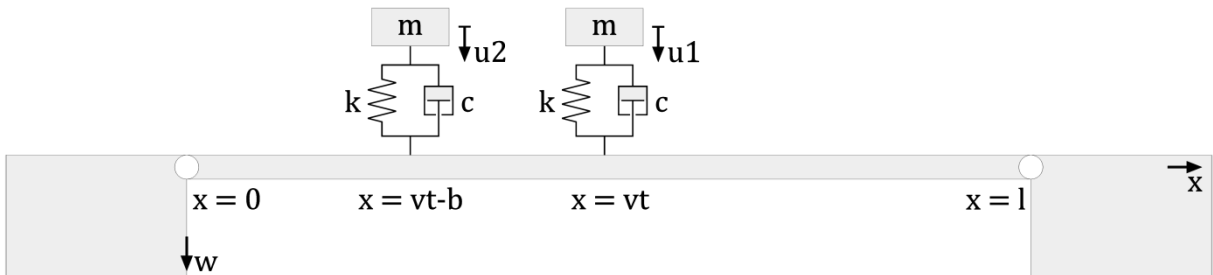 m
m
u2
u1
k
c
k
c
x = 0
x = vt-b
x = vt
x = l
x
w